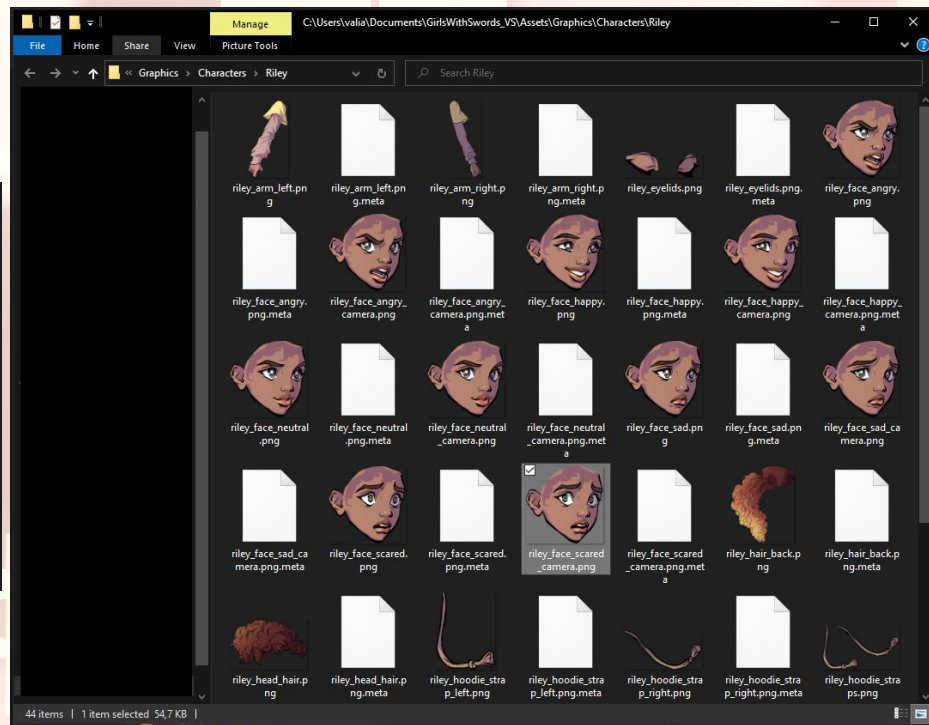 Manage
C:\Users\valia\Documents\GirlsWithSwords_VS\Assets\Graphics\Characters\Riley
File
Home
Share
View
Picture Tools
« Graphics > Characters > Riley
Search Riley
riley_arm_left.pn
g
riley_arm_left.pn
g.meta
riley_arm_right.p
ng
riley_arm_right.p
ng.meta
riley_eyelids.png
riley_eyelids.png.
meta
riley_face_angry.
png
riley_face_angry.
png.meta
riley_face_angry_
camera.png
riley_face_angry_
camera.png.met
a
riley_face_happy.
png
riley_face_happy.
png.meta
riley_face_happy_
camera.png
riley_face_happy_
camera.png.met
a
riley_face_neutral
.png
riley_face_neutral
.png.meta
riley_face_neutral
_camera.png
riley_face_neutral
_camera.png.met
a
riley_face_sad.pn
g
riley_face_sad.pn
g.meta
riley_face_sad_ca
mera.png
riley_face_sad_ca
mera.png.meta
riley_face_scared.
png
riley_face_scared.
png.meta
riley_face_scared
_camera.png
riley_face_scared
_camera.png.met
a
riley_hair_back.p
ng
riley_hair_back.p
ng.meta
riley_head_hair.p
ng
riley_head_hair.p
ng.meta
riley_hoodie_stra
p_left.png
riley_hoodie_stra
p_left.png.meta
riley_hoodie_stra
p_right.png
riley_hoodie_stra
p_right.png.meta
riley_hoodie_stra
ps.png
44 items | 1 item selected 54,7 KB |